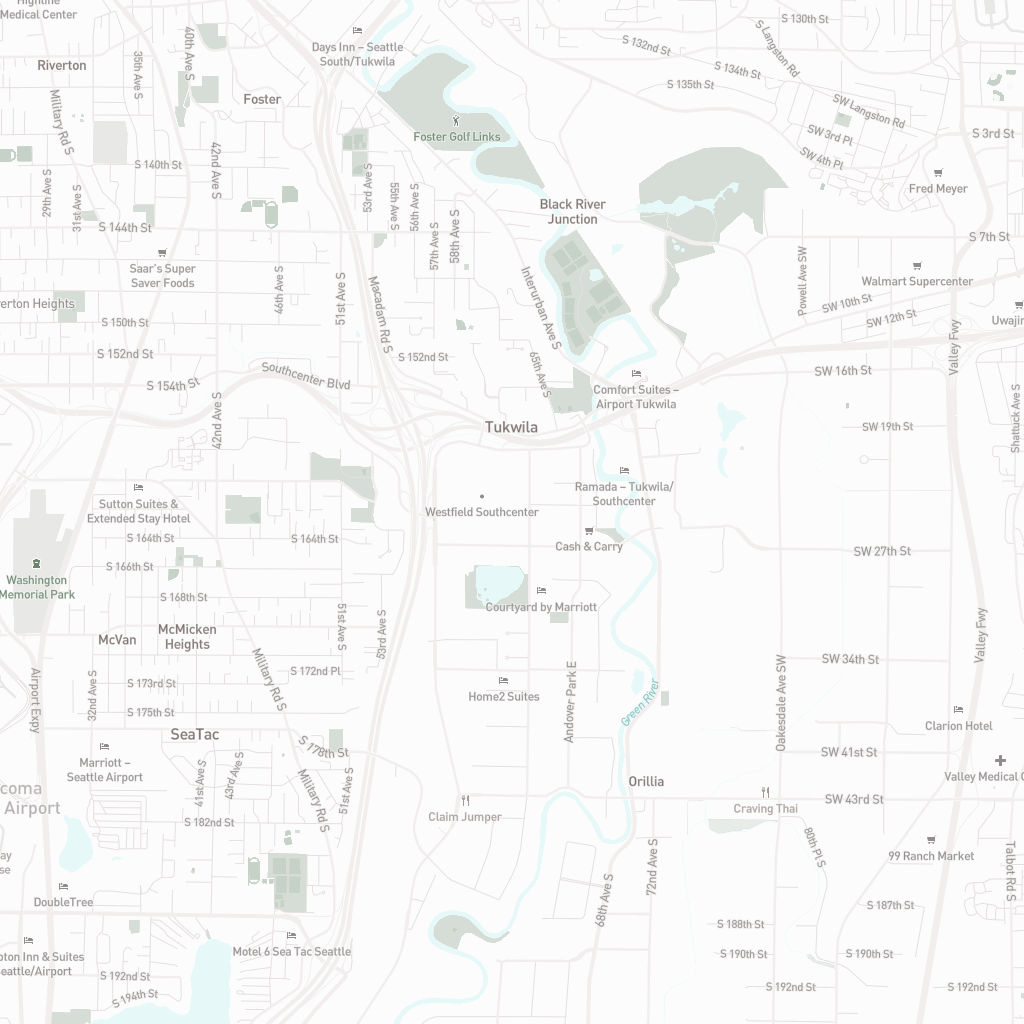 Highline
Medical Center
S 130th St
40th Ave S
Days Inn – Seattle
South/Tukwila
S 132nd St
S Langston Rd
Riverton
35th Ave S
S 134th St
S 135th St
Military Rd S
Foster
SW Langston Rd
Foster Golf Links
SW 3rd Pl
S 3rd St
S 140th St
42nd Ave S
SW 4th Pl
29th Ave S
31st Ave S
53rd Ave S
55th Ave S
56th Ave S
Fred Meyer
Black River
Junction
S 144th St
57th Ave S
58th Ave S
S 7th St
Saar's Super
Saver Foods
46th Ave S
51st Ave S
Macadam Rd S
Interurban Ave S
Powell Ave SW
Walmart Supercenter
verton Heights
SW 10th St
SW 12th St
Uwajim
S 150th St
S 152nd St
S 152nd St
65th Ave S
Valley Fwy
Southcenter Blvd
SW 16th St
S 154th St
Comfort Suites –
Airport Tukwila
42nd Ave S
Tukwila
SW 19th St
Shattuck Ave S
Ramada – Tukwila/
Southcenter
Sutton Suites &
Extended Stay Hotel
Westfield Southcenter
S 164th St
S 164th St
Cash & Carry
SW 27th St
S 166th St
Washington
Memorial Park
S 168th St
Courtyard by Marriott
51st Ave S
53rd Ave S
McVan
McMicken
Heights
Valley Fwy
Military Rd S
S 172nd Pl
SW 34th St
Airport Expy
32nd Ave S
S 173rd St
Home2 Suites
Andover Park E
Green River
Oakesdale Ave SW
S 175th St
Clarion Hotel
SeaTac
S 178th St
SW 41st St
Marriott –
Seattle Airport
41st Ave S
43rd Ave S
Military Rd S
51st Ave S
Orillia
Valley Medical C
coma
Airport
Craving Thai
SW 43rd St
Claim Jumper
S 182nd St
80th Pl S
72nd Ave S
99 Ranch Market
Talbot Rd S
ay
se
68th Ave S
DoubleTree
S 187th St
S 188th St
Motel 6 Sea Tac Seattle
S 190th St
S 190th St
pton Inn & Suites
eattle/Airport
S 192nd St
S 192nd St
S 192nd St
S 194th St